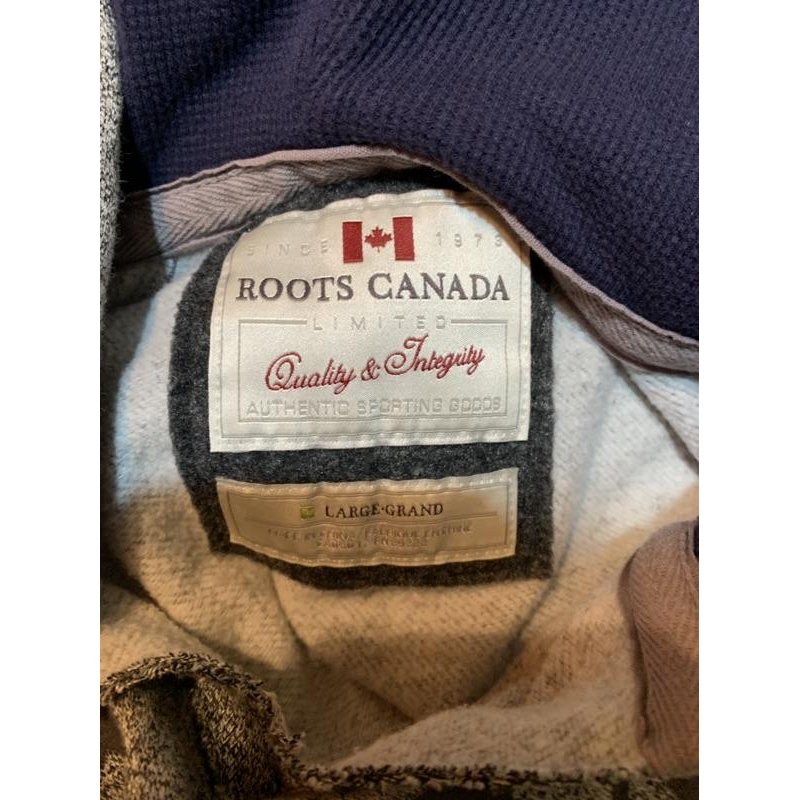 SINCE 1973
ROOTS CANADA
LIMITED
Quality & Integrity
AUTHENTIC SPORTING GOODS
LARGE·GRAND